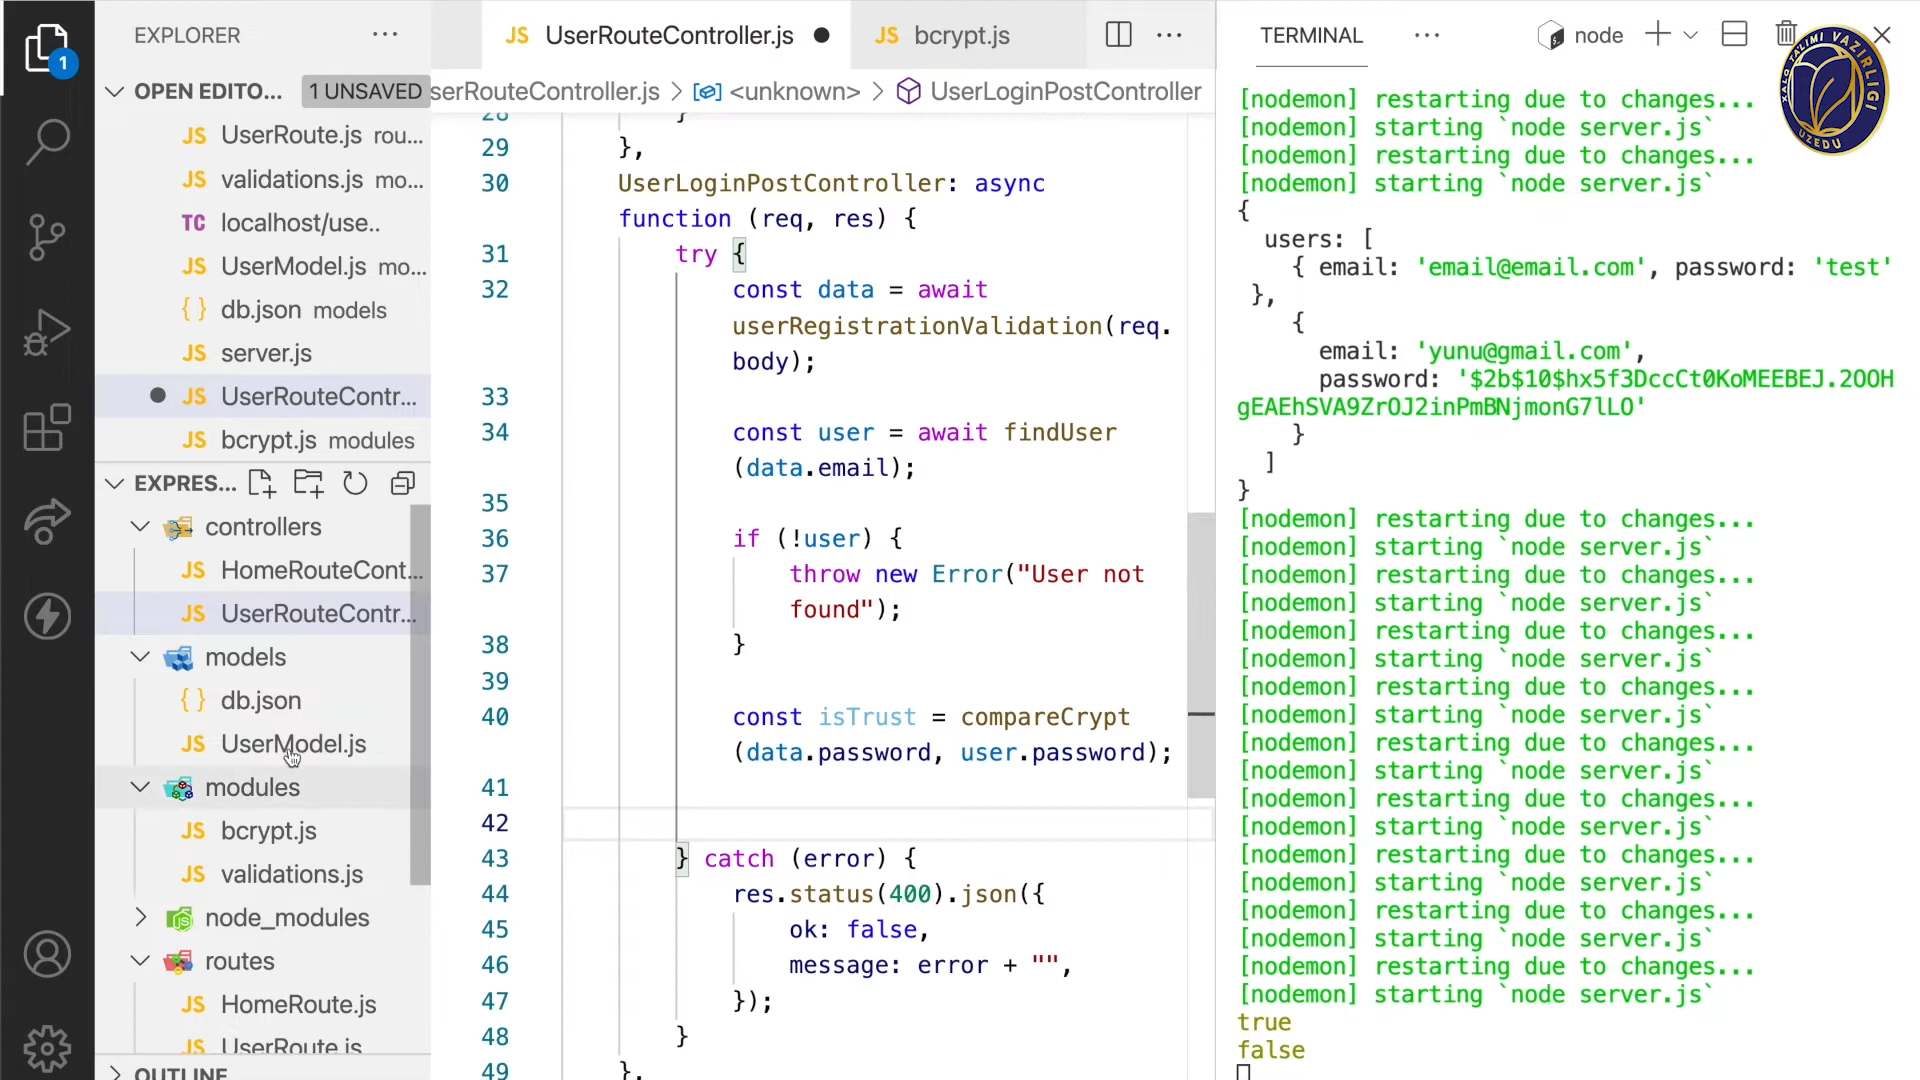 EXPLORER
OPEN EDITO... 1 UNSAVED
UserRoute.js rou...
validations.js mo...
TC localhost/use..
JS UserModel.js mo...
{ } db.json models
JS server.js
JS UserRouteContr...
JS bcrypt.js modules
EXPRES...
controllers
JS HomeRouteCont...
JS UserRouteContr...
models
{ } db.json
JS UserModel.js
modules
JS bcrypt.js
JS validations.js
node_modules
routes
JS HomeRoute.js
JS UserRoute.js
OUTLINE
1
JS UserRouteController.js
JS bcrypt.js
serRouteController.js > <unknown> > UserLoginPostController
28 }
29 },
30 UserLoginPostController: async
function (req, res) {
31 try {
32 const data = await
userRegistrationValidation(req.
body);
33
34 const user = await findUser
(data.email);
35
36 if (!user) {
37 throw new Error("User not
found");
38 }
39
40 const isTrust = compareCrypt
(data.password, user.password);
41
42
43 } catch (error) {
44 res.status(400).json({
45 ok: false,
46 message: error + "",
47 });
48 }
49 },
TERMINAL
node
[nodemon] restarting due to changes...
[nodemon] starting `node server.js`
[nodemon] restarting due to changes...
[nodemon] starting `node server.js`
{
users: [
{ email: 'email@email.com', password: 'test'
},
{
email: 'yunu@gmail.com',
password: '$2b$10$hx5f3DccCt0KoMEEBEJ.2OOH
gEAEhSVA9ZrOJ2inPmBNjmonG7lLO'
}
]
}
[nodemon] restarting due to changes...
[nodemon] starting `node server.js`
[nodemon] restarting due to changes...
[nodemon] starting `node server.js`
[nodemon] restarting due to changes...
[nodemon] starting `node server.js`
[nodemon] restarting due to changes...
[nodemon] starting `node server.js`
[nodemon] restarting due to changes...
[nodemon] starting `node server.js`
[nodemon] restarting due to changes...
[nodemon] starting `node server.js`
[nodemon] restarting due to changes...
[nodemon] starting `node server.js`
[nodemon] restarting due to changes...
[nodemon] starting `node server.js`
[nodemon] restarting due to changes...
[nodemon] starting `node server.js`
true
false
XALQ TALIMI VAZIRLIGI
UZEDU